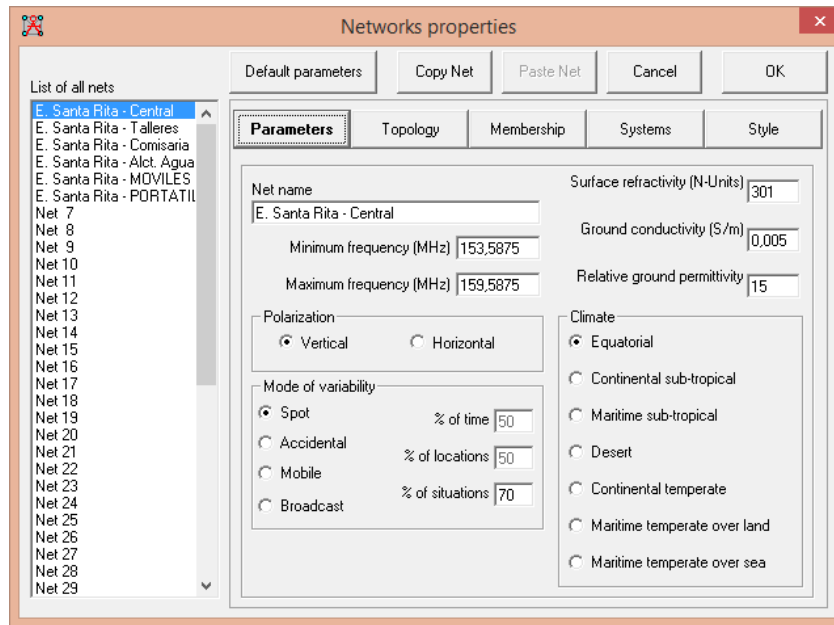 Networks properties
Default parameters
Copy Net
Paste Net
Cancel
OK
List of all nets
E. Santa Rita - Central
E. Santa Rita - Talleres
E. Santa Rita - Comisaria
E. Santa Rita - Alct. Agua
E. Santa Rita - MOVILES
E. Santa Rita - PORTATIL
Net 7
Net 8
Net 9
Net 10
Net 11
Net 12
Net 13
Net 14
Net 15
Net 16
Net 17
Net 18
Net 19
Net 20
Net 21
Net 22
Net 23
Net 24
Net 25
Net 26
Net 27
Net 28
Net 29
Parameters
Topology
Membership
Systems
Style
Net name
E. Santa Rita - Central
Minimum frequency (MHz) 153,5875
Maximum frequency (MHz) 159,5875
Surface refractivity (N-Units) 301
Ground conductivity (S/m) 0,005
Relative ground permittivity 15
Polarization
Vertical
Horizontal
Mode of variability
Spot
Accidental
Mobile
Broadcast
% of time 50
% of locations 50
% of situations 70
Climate
Equatorial
Continental sub-tropical
Maritime sub-tropical
Desert
Continental temperate
Maritime temperate over land
Maritime temperate over sea